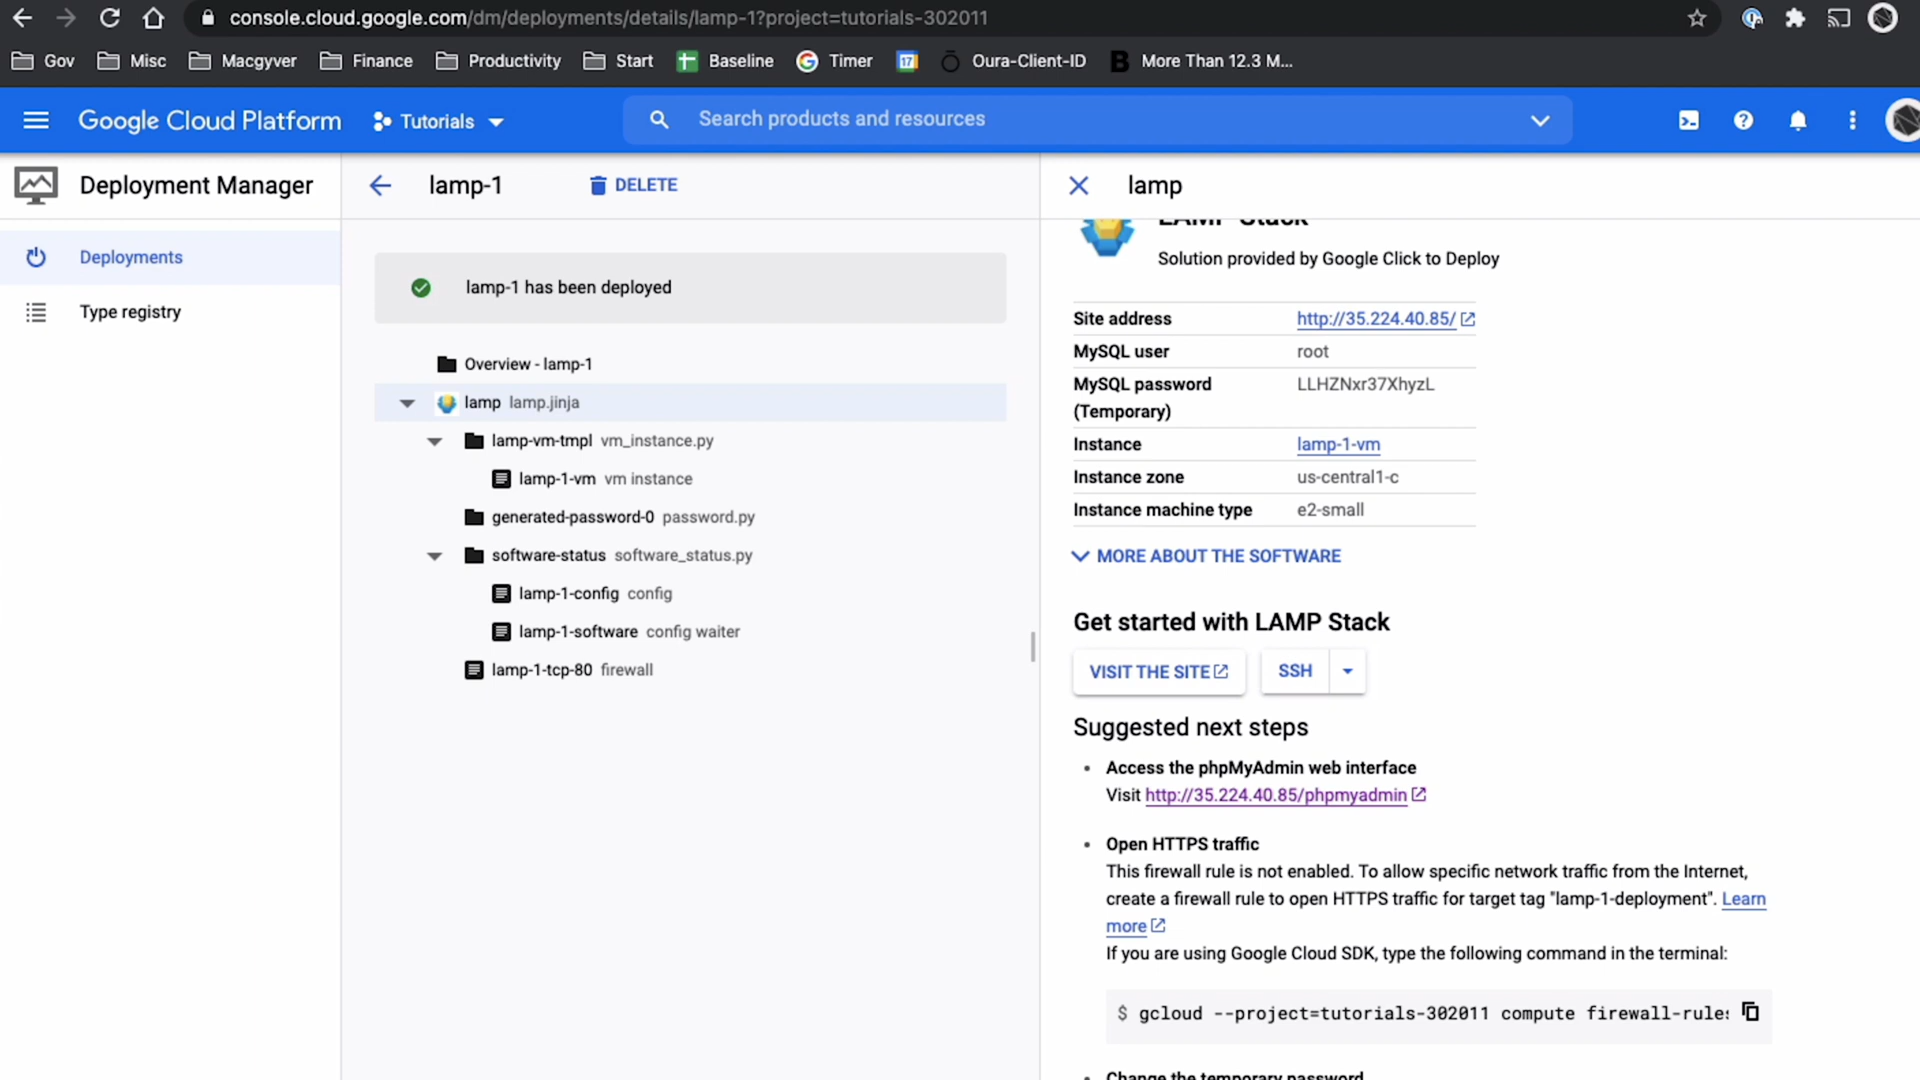 console.cloud.google.com/dm/deployments/details/lamp-1?project=tutorials-302011
Gov Misc Macgyver Finance Productivity Start Baseline Timer 17 Oura-Client-ID B More Than 12.3 M...
Google Cloud Platform Tutorials Search products and resources
Deployment Manager
Deployments
Type registry
lamp-1 DELETE
lamp-1 has been deployed
Overview - lamp-1
lamp lamp.jinja
lamp-vm-tmpl vm_instance.py
lamp-1-vm vm instance
generated-password-0 password.py
software-status software_status.py
lamp-1-config config
lamp-1-software config waiter
lamp-1-tcp-80 firewall
lamp
LAMP Stack
Solution provided by Google Click to Deploy
Site address http://35.224.40.85/
MySQL user root
MySQL password LLHZNxr37XhyzL
(Temporary)
Instance lamp-1-vm
Instance zone us-central1-c
Instance machine type e2-small
MORE ABOUT THE SOFTWARE
Get started with LAMP Stack
VISIT THE SITE SSH
Suggested next steps
• Access the phpMyAdmin web interface
Visit http://35.224.40.85/phpmyadmin
• Open HTTPS traffic
This firewall rule is not enabled. To allow specific network traffic from the Internet,
create a firewall rule to open HTTPS traffic for target tag "lamp-1-deployment". Learn
more
If you are using Google Cloud SDK, type the following command in the terminal:
$ gcloud --project=tutorials-302011 compute firewall-rules
• Change the temporary password